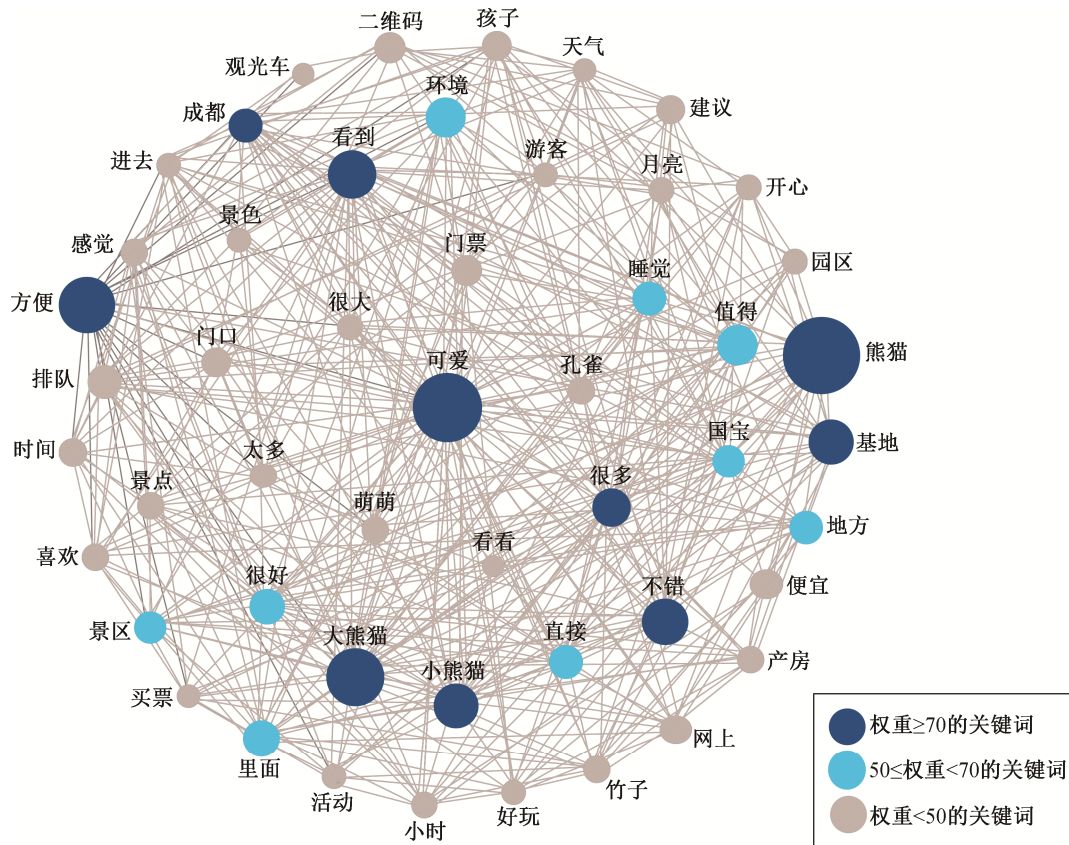 二维码
孩子
天气
观光车
环境
建议
成都
看到
游客
月亮
进去
开心
景色
感觉
门票
园区
睡觉
方便
很大
值得
门口
可爱
孔雀
熊猫
排队
国宝
基地
时间
太多
景点
很多
萌萌
地方
看看
喜欢
很好
不错
便宜
景区
大熊猫
直接
小熊猫
产房
买票
网上
里面
竹子
活动
好玩
小时
权重≥70的关键词
50≤权重<70的关键词
权重<50的关键词